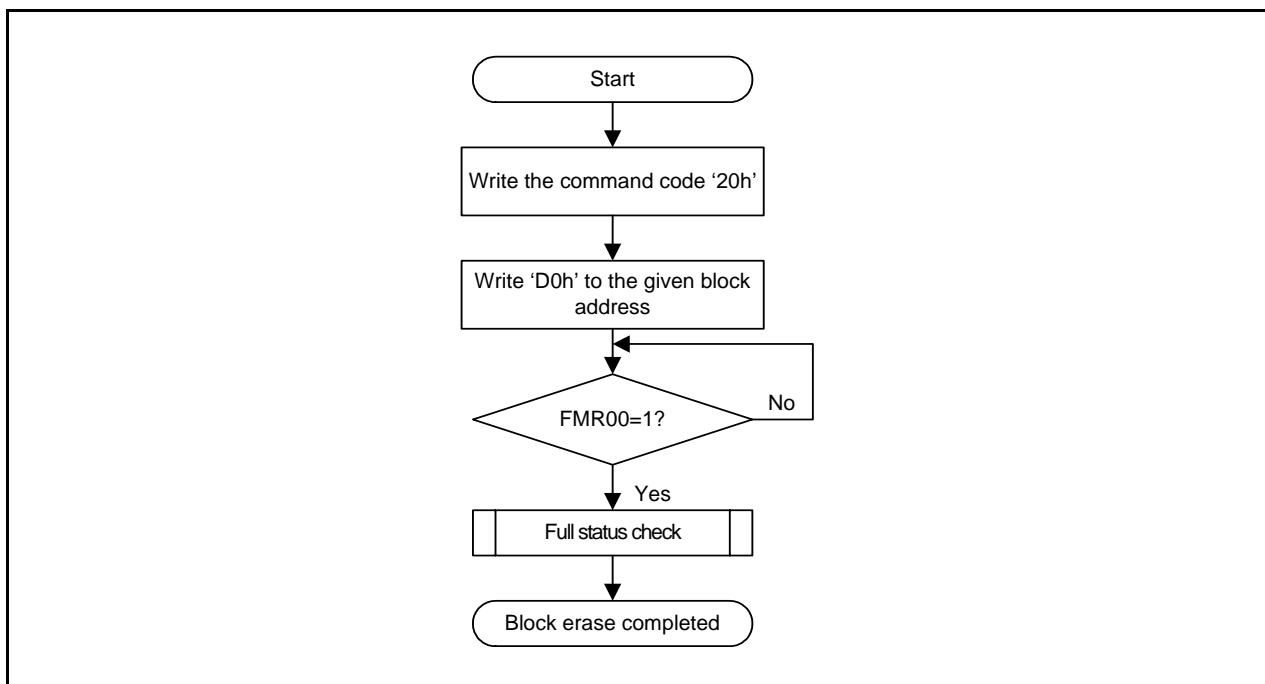 Start
Write the command code ‘20h’
Write ‘D0h’ to the given block
address
FMR00=1?
No
Yes
Full status check
Block erase completed